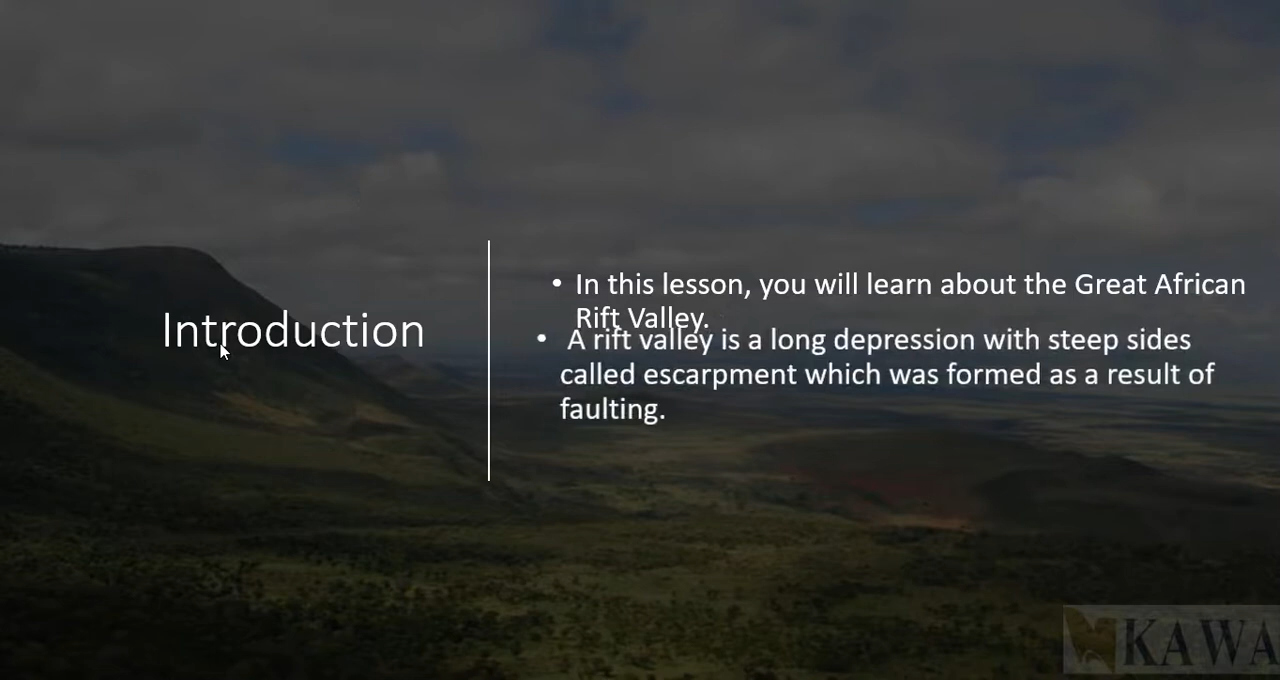 Introduction
• In this lesson, you will learn about the Great African
Rift Valley.
• A rift valley is a long depression with steep sides
called escarpment which was formed as a result of
faulting.
KAWA